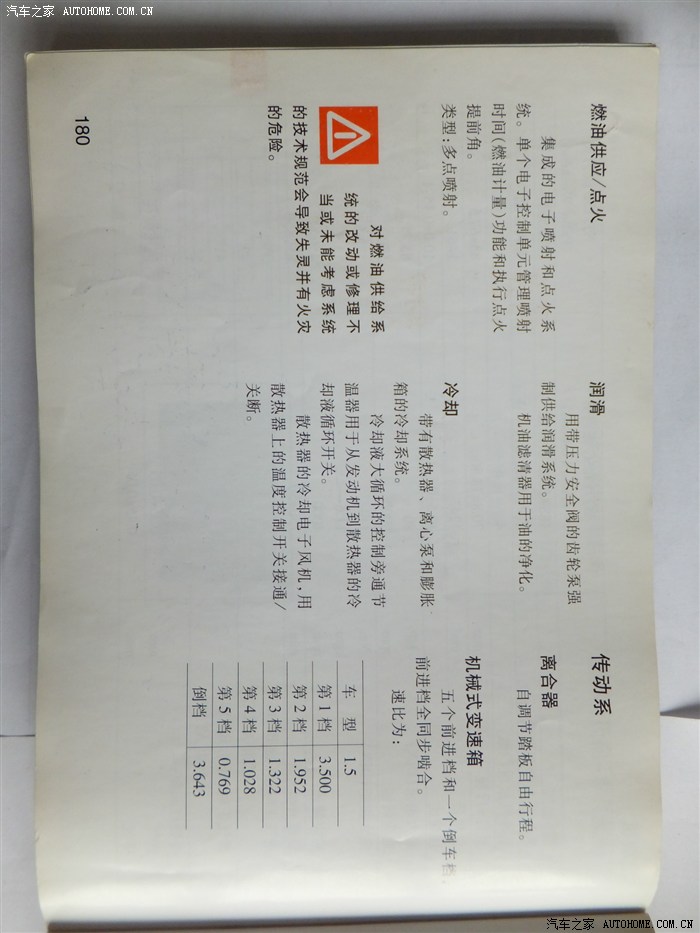 汽车之家 AUTOHOME.COM.CN
燃油供应/点火
集成的电子喷射和点火系
统。单个电子控制单元管理喷射
时间(燃油计量)功能和执行点火
提前角。
类型:多点喷射。
对燃油供给系
统的改动或修理不
当或未能考虑系统
的技术规范会导致失灵并有火灾
的危险。
润滑
用带压力安全阀的齿轮泵强
制供给润滑系统。
机油滤清器用于油的净化。
冷却
带有散热器、离心泵和膨胀
箱的冷却系统。
冷却液大循环的控制旁通节
温器用于从发动机到散热器的冷
却液循环开关。
散热器的冷却电子风机,用
散热器上的温度控制开关接通/
关断。
传动系
离合器
自调节踏板自由行程。
机械式变速箱
五个前进档和一个倒车档,
前进档全同步啮合。
速比为:
车 型 1.5
第1档 3.500
第2档 1.952
第3档 1.322
第4档 1.028
第5档 0.769
倒档 3.643
180
汽车之家 AUTOHOME.COM.CN